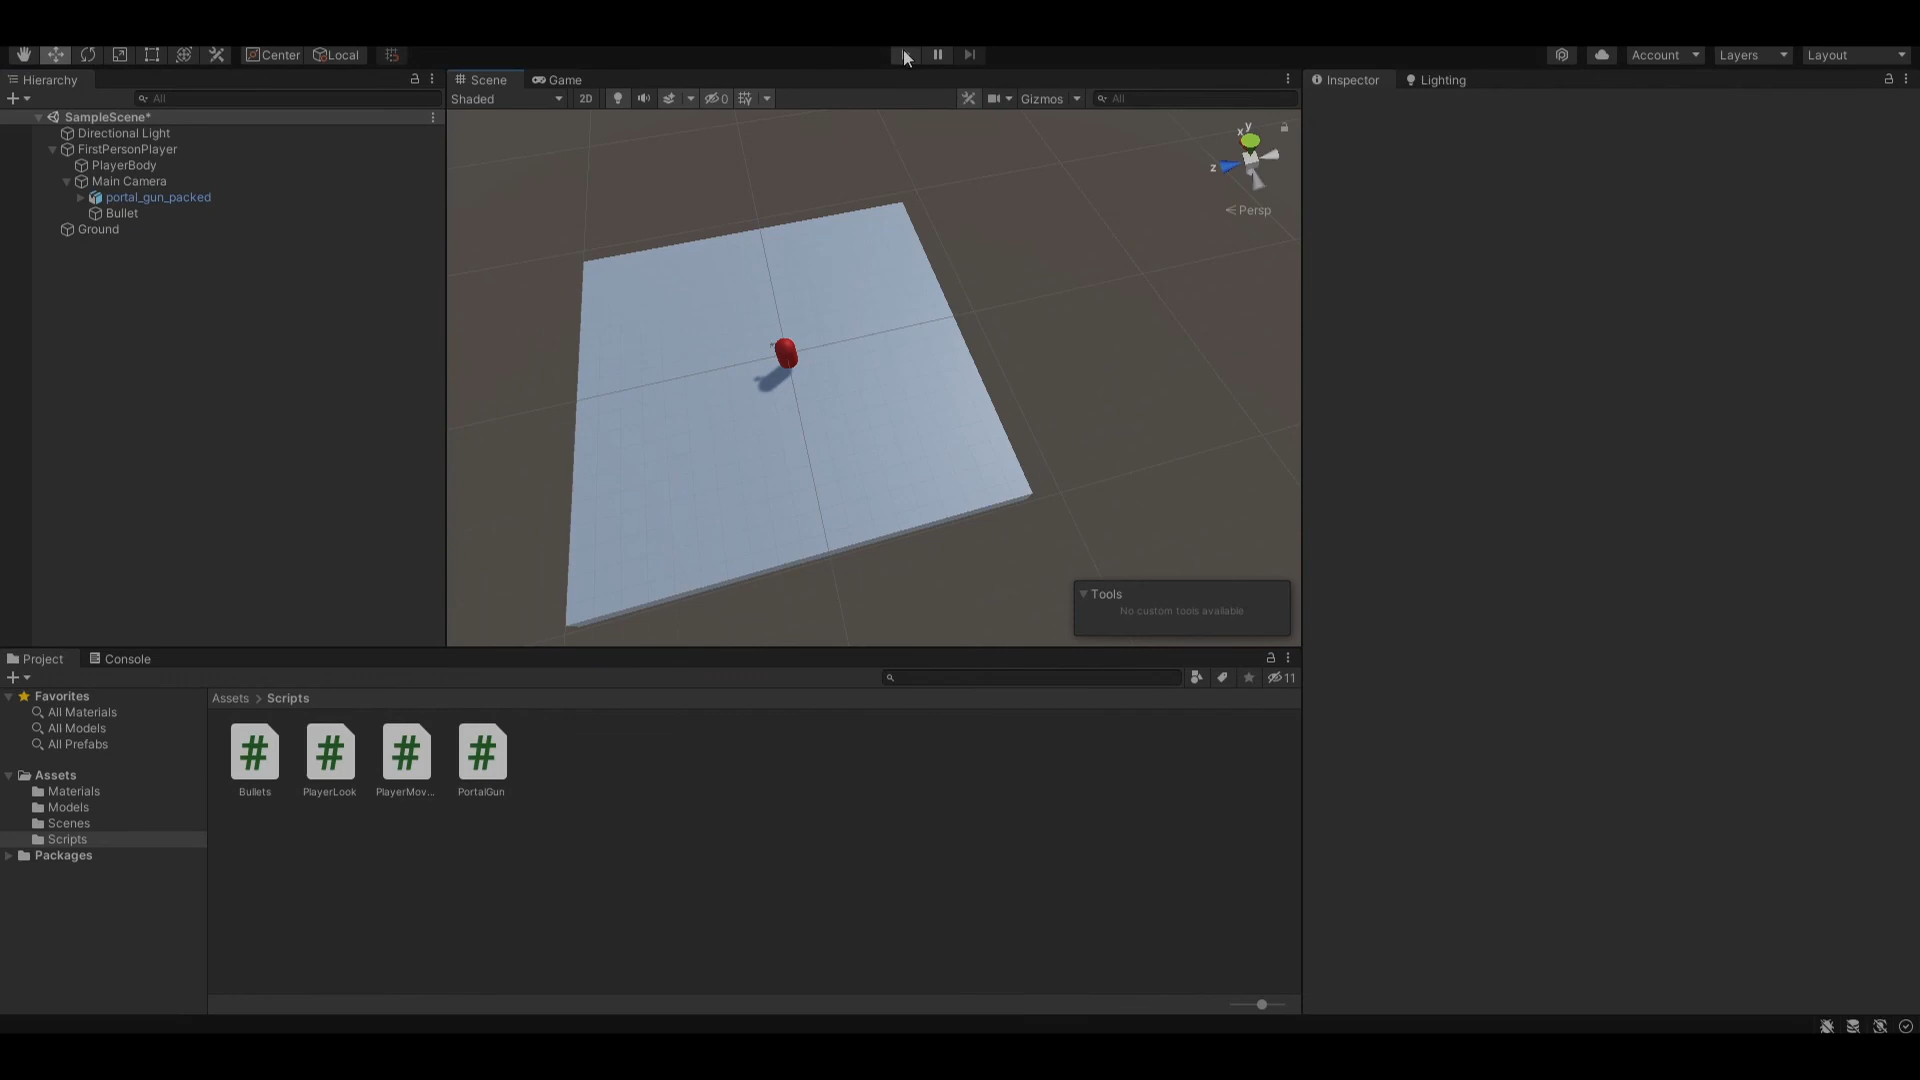 Center Local Account Layers Layout
Hierarchy Scene Game Inspector Lighting
All Shaded 2D 0 Gizmos All
SampleScene*
Directional Light
FirstPersonPlayer
PlayerBody
Main Camera
portal_gun_packed
Bullet
Ground
y
x
z
Persp
Tools
No custom tools available
Project Console
11
Favorites
All Materials
All Models
All Prefabs
Assets
Materials
Models
Scenes
Scripts
Packages
Assets > Scripts
# # # #
Bullets PlayerLook PlayerMov... PortalGun